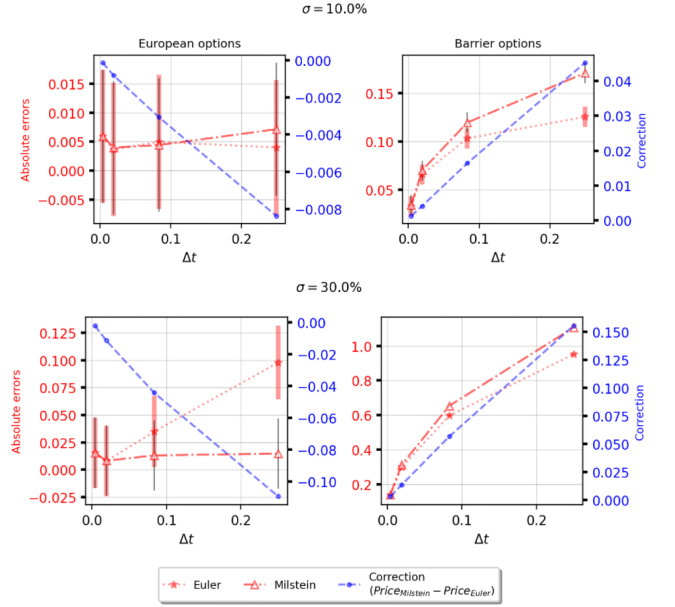 σ = 10.0%
European options
Barrier options
Absolute errors
0.015
0.010
0.005
0.000
−0.005
0.000
−0.002
−0.004
−0.006
−0.008
0.0 0.1 0.2
Δt
0.15
0.10
0.05
0.04
0.03
0.02
0.01
0.00
Correction
0.0 0.1 0.2
Δt
σ = 30.0%
Absolute errors
0.125
0.100
0.075
0.050
0.025
0.000
−0.025
0.00
−0.02
−0.04
−0.06
−0.08
−0.10
0.0 0.1 0.2
Δt
1.0
0.8
0.6
0.4
0.2
0.150
0.125
0.100
0.075
0.050
0.025
0.000
Correction
0.0 0.1 0.2
Δt
Euler
Milstein
Correction
(Price_Milstein − Price_Euler)